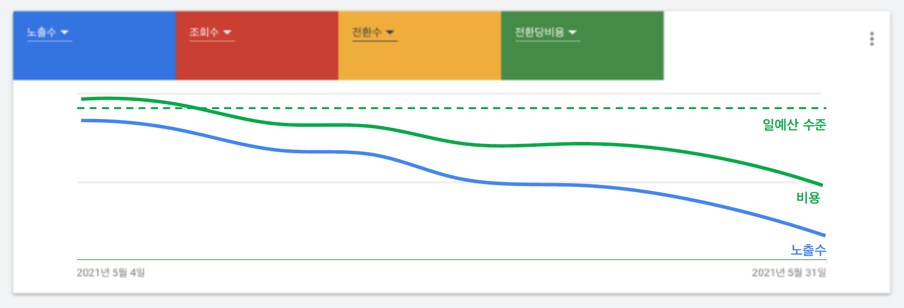 노출수
조회수
전환수
전환당비용
일예산 수준
비용
노출수
2021년 5월 4일
2021년 5월 31일